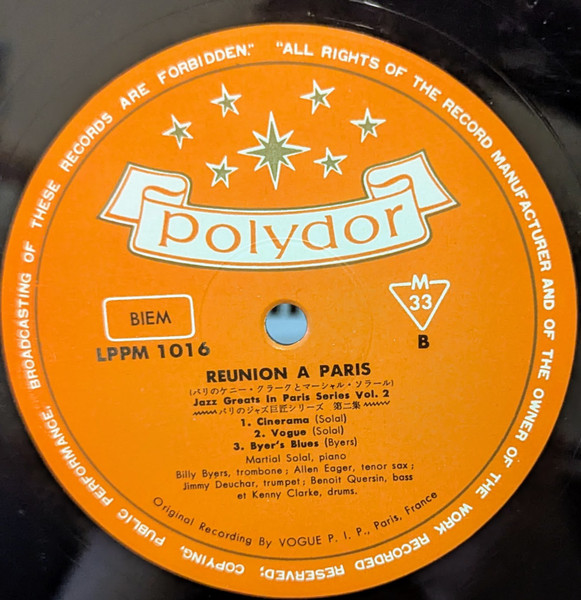 "ALL RIGHTS OF THE RECORD MANUFACTURER AND OF THE OWNER OF THE WORK RECORDED RESERVED; COPYING, PUBLIC PERFORMANCE, BROADCASTING OF THESE RECORDS ARE FORBIDDEN."
polydor
BIEM
LPPM 1016
M
33
B
REUNION A PARIS
(パリのケニー・クラークとマーシャル・ソラール)
Jazz Greats In Paris Series Vol. 2
パリのジャズ巨匠シリーズ 第二集
1. Cinerama (Solal)
2. Vogue (Solal)
3. Byer's Blues (Byers)
Martial Solal, piano
Billy Byers, trombone; Allen Eager, tenor sax;
Jimmy Deuchar, trumpet; Benoit Quersin, bass
et Kenny Clarke, drums.
Original Recording By VOGUE P. I. P., Paris, France